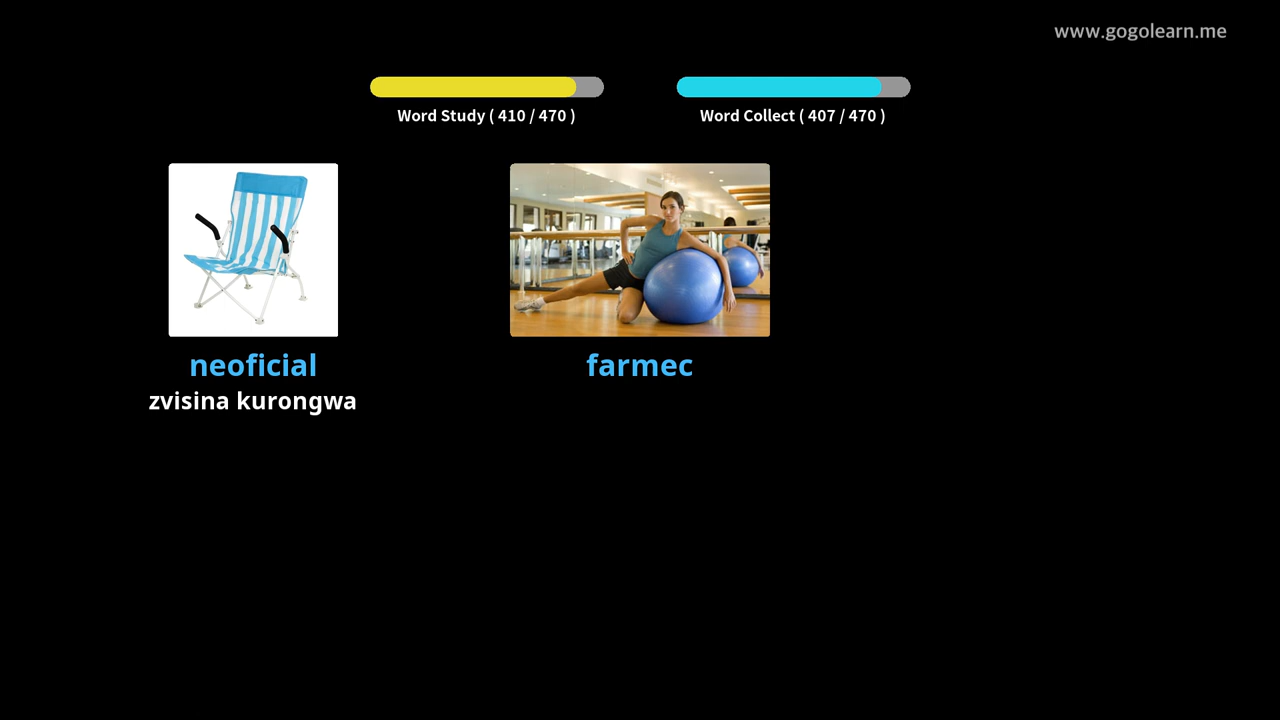 www.gogolearn.me
Word Study ( 410 / 470 )
Word Collect ( 407 / 470 )
neoficial
zvisina kurongwa
farmec